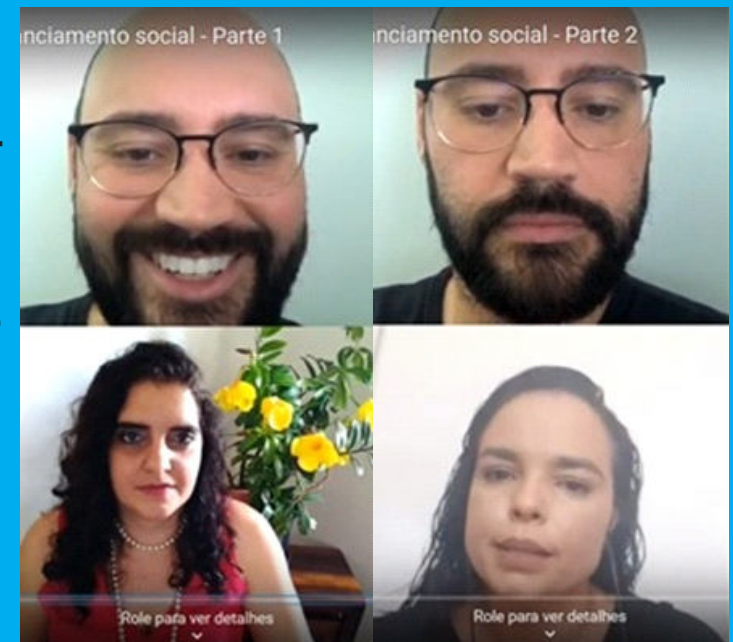 nciamento social - Parte 1
nciamento social - Parte 2
Role para ver detalhes
Role para ver detalhes